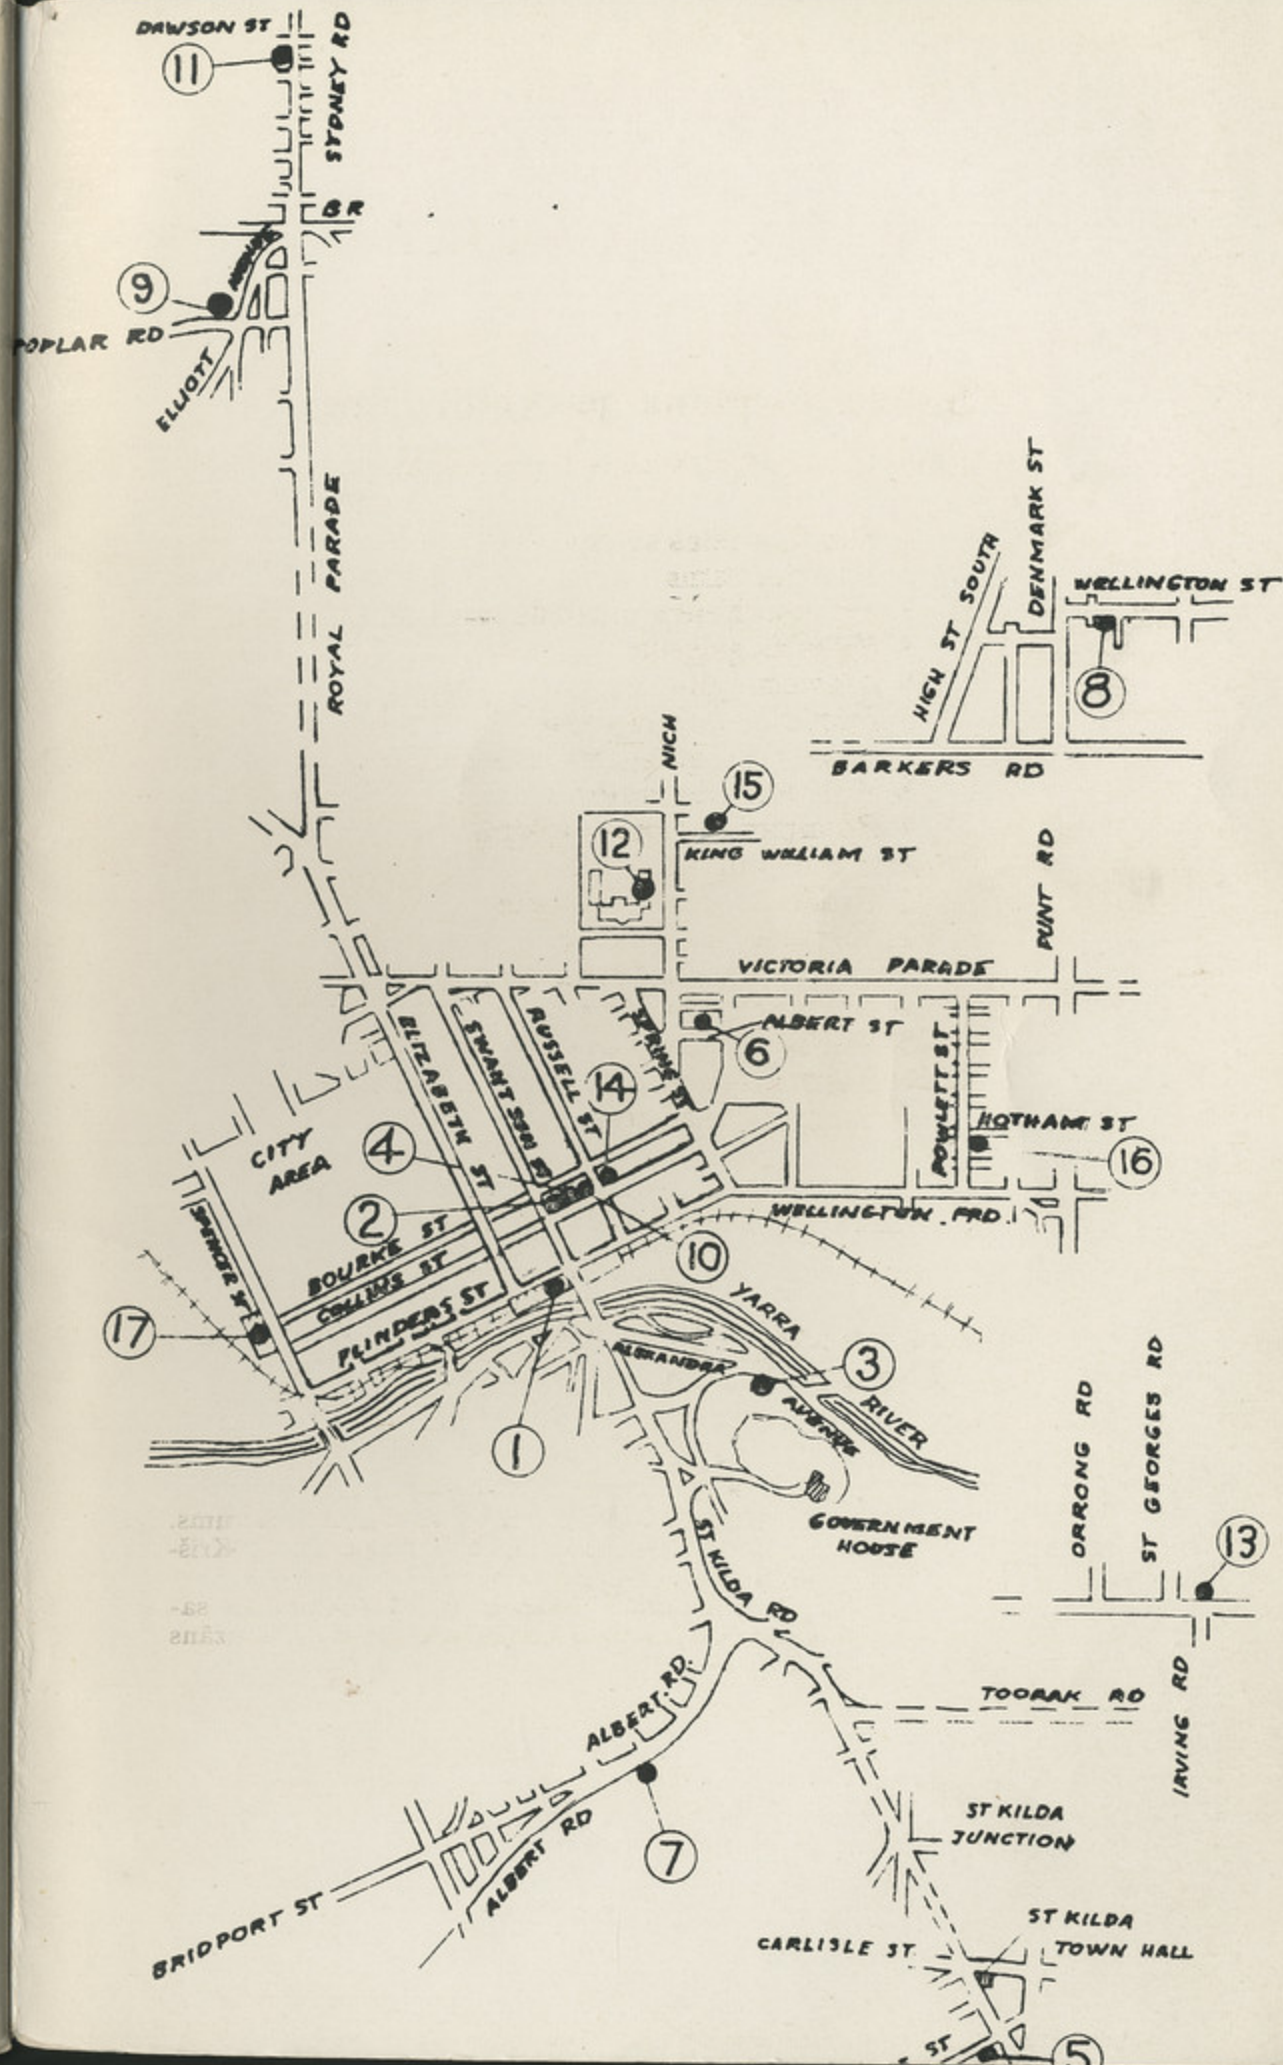 DAWSON ST
11
SYDNEY RD
BR
AVENUE
9
POPLAR RD
ELLIOTT
ROYAL PARADE
DENMARK ST
HIGH ST SOUTH
WELLINGTON ST
8
BARKERS RD
NICH
15
12
KING WILLIAM ST
PUNT RD
VICTORIA PARADE
ALBERT ST
6
ELIZABETH ST
SWANTSON ST
RUSSELL ST
SPRING ST
14
POWLETT ST
HOTHAM ST
16
CITY
AREA
4
2
SPENCER ST
BOURKE ST
COLLINS ST
FLINDERS ST
WELLINGTON PRD
10
17
1
YARRA
RIVER
3
ALEXANDRA
AVENUE
GOVERNMENT
HOUSE
ORRONG RD
ST GEORGES RD
13
ST KILDA RD
ALBERT RD
TOORAK RD
IRVING RD
7
ALBERT RD
BRIDPORT ST
ST KILDA
JUNCTION
CARLISLE ST
ST KILDA
TOWN HALL
ST
5